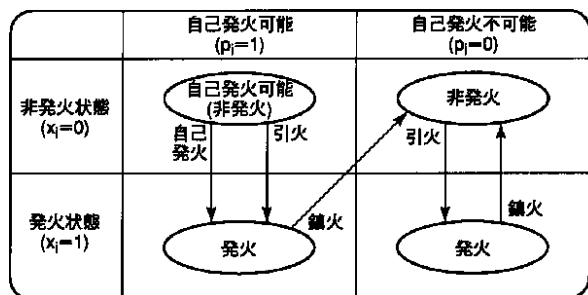 自己発火可能
(pi=1)
自己発火不可能
(pi=0)
非発火状態
(xi=0)
自己発火可能
(非発火)
非発火
自己
発火
引火
引火
発火状態
(xi=1)
鎮火
鎮火
発火
発火